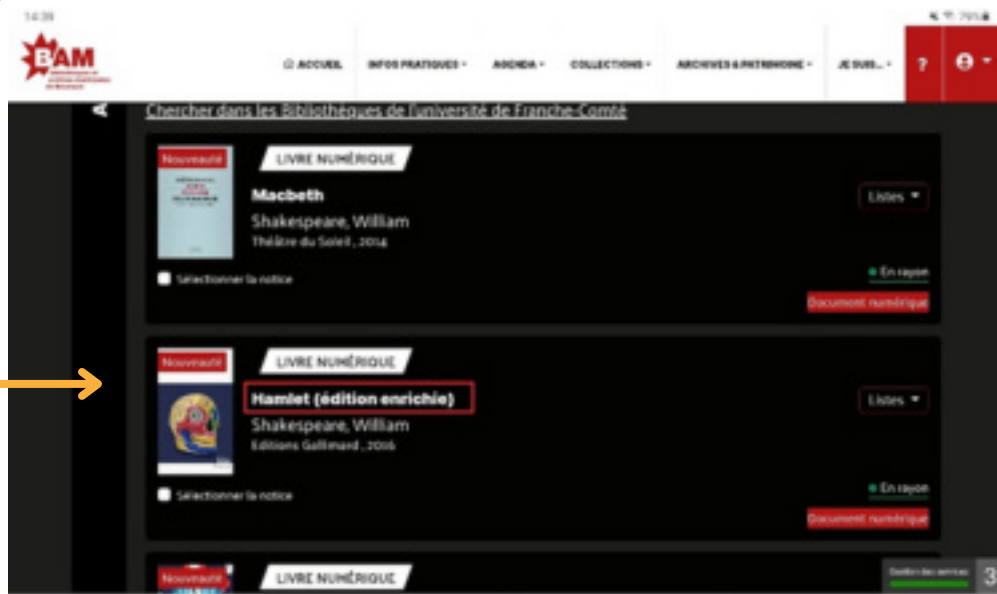 14:39
BAM
ACCUEIL INFOS PRATIQUES AGENDA COLLECTIONS ARCHIVES & PATRIMOINE JE SUIS... ?
Chercher dans les Bibliothèques de l'université de Franche-Comté
Nouveauté LIVRE NUMÉRIQUE
Macbeth
Listes
Shakespeare, William
Théâtre du Soleil, 2014
Sélectionner la notice
En rayon
Document numérique
Nouveauté LIVRE NUMÉRIQUE
Hamlet (édition enrichie)
Listes
Shakespeare, William
Editions Gallimard, 2016
Sélectionner la notice
En rayon
Document numérique
Nouveauté LIVRE NUMÉRIQUE
Gestion des services 3